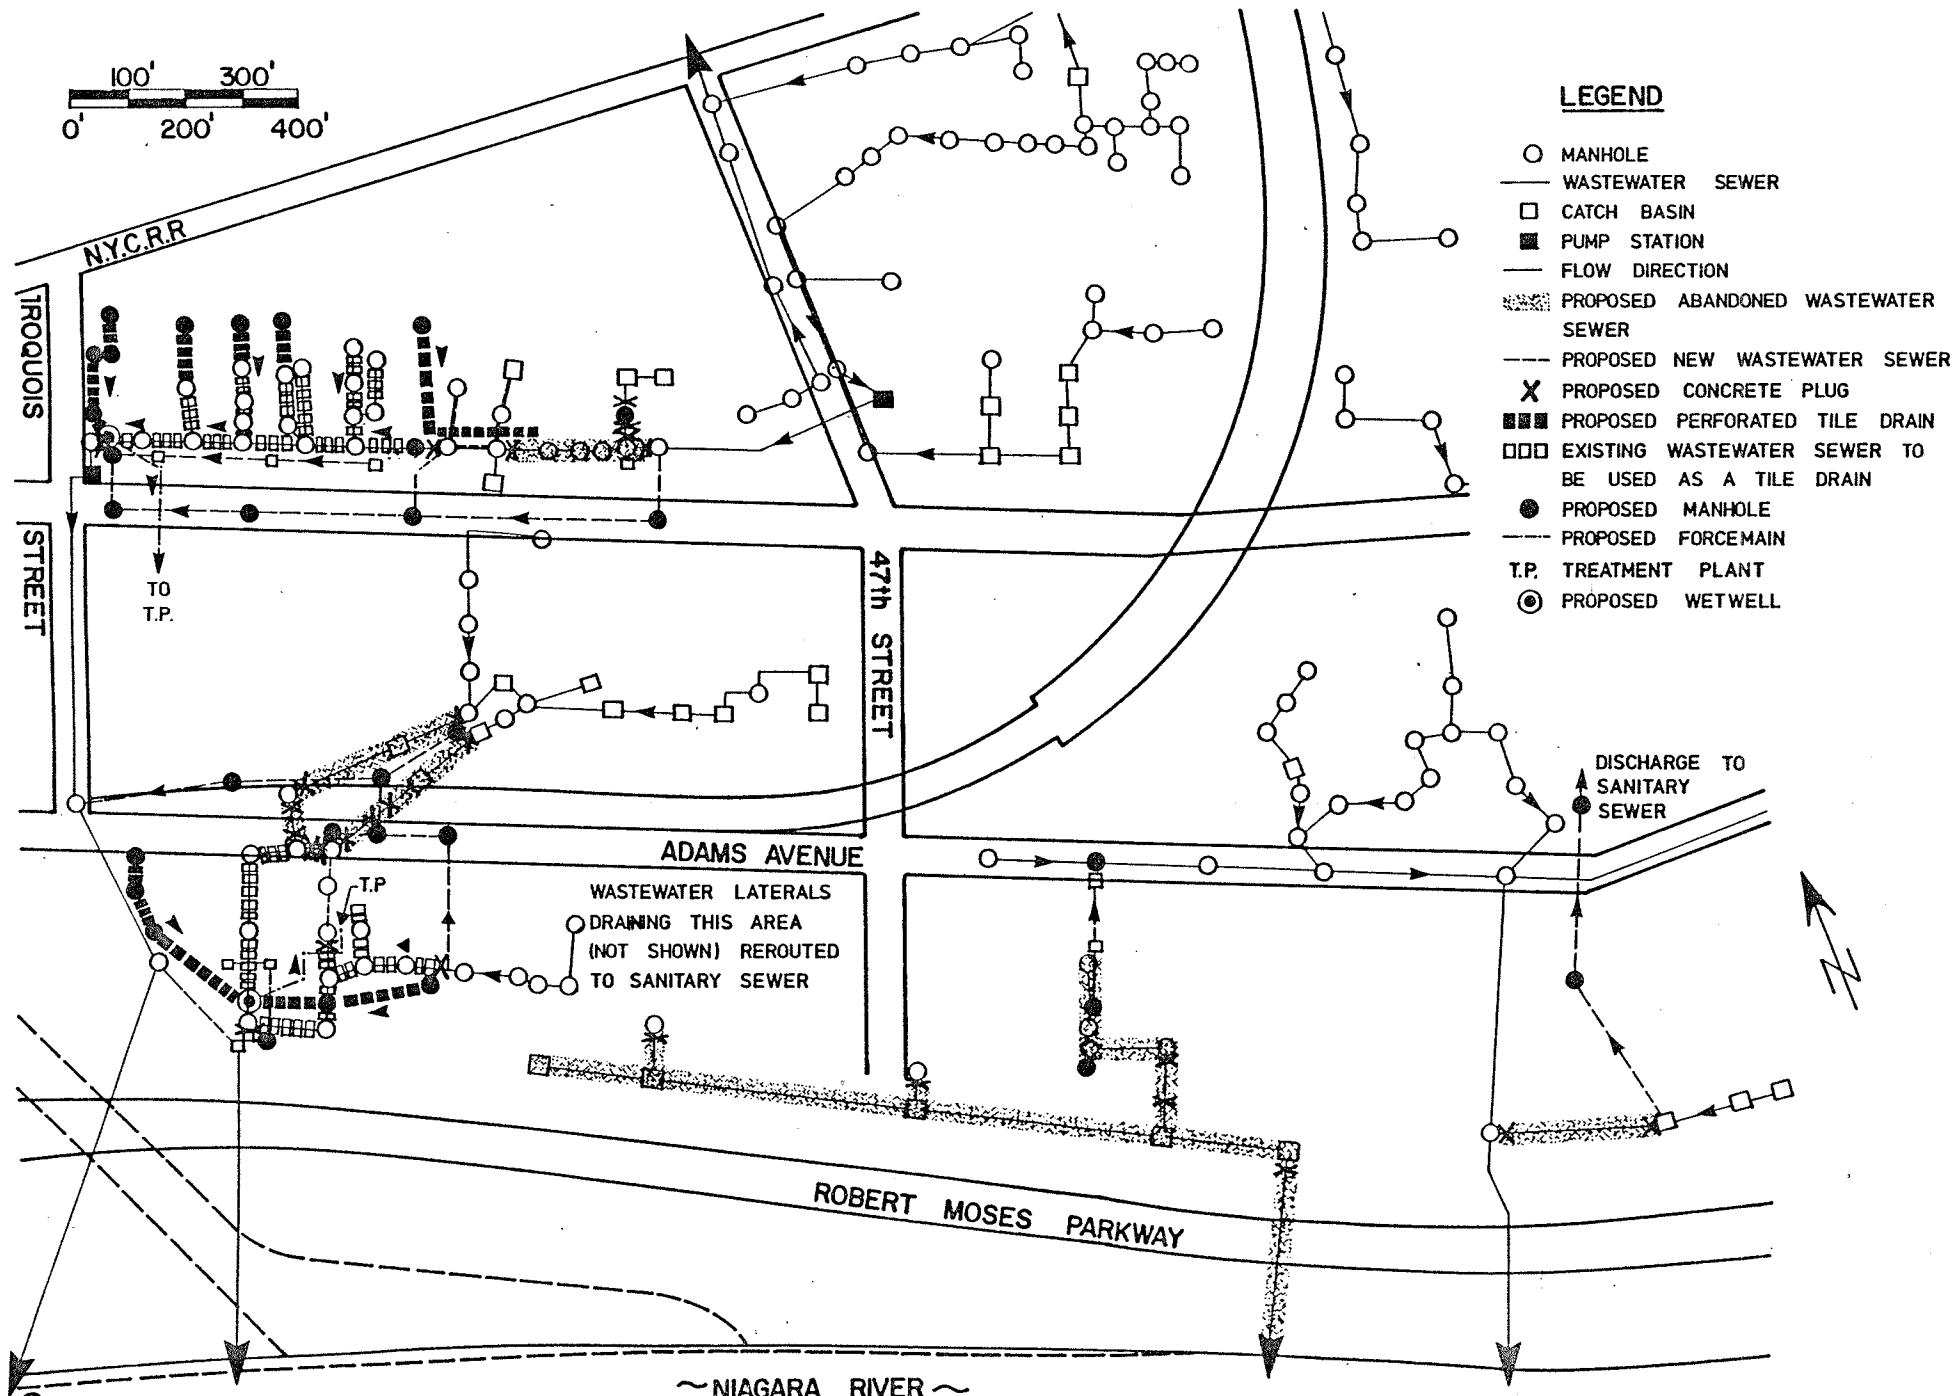 100' 300'
0' 200' 400'
N.Y.C.R.R
IROQUOIS
STREET
TO
T.P.
47th STREET
LEGEND
MANHOLE
WASTEWATER SEWER
CATCH BASIN
PUMP STATION
FLOW DIRECTION
PROPOSED ABANDONED WASTEWATER
SEWER
PROPOSED NEW WASTEWATER SEWER
PROPOSED CONCRETE PLUG
PROPOSED PERFORATED TILE DRAIN
EXISTING WASTEWATER SEWER TO
BE USED AS A TILE DRAIN
PROPOSED MANHOLE
PROPOSED FORCEMAIN
T.P. TREATMENT PLANT
PROPOSED WETWELL
DISCHARGE TO
SANITARY
SEWER
ADAMS AVENUE
T.P
WASTEWATER LATERALS
DRAINING THIS AREA
(NOT SHOWN) REROUTED
TO SANITARY SEWER
N
ROBERT MOSES PARKWAY
~ NIAGARA RIVER ~